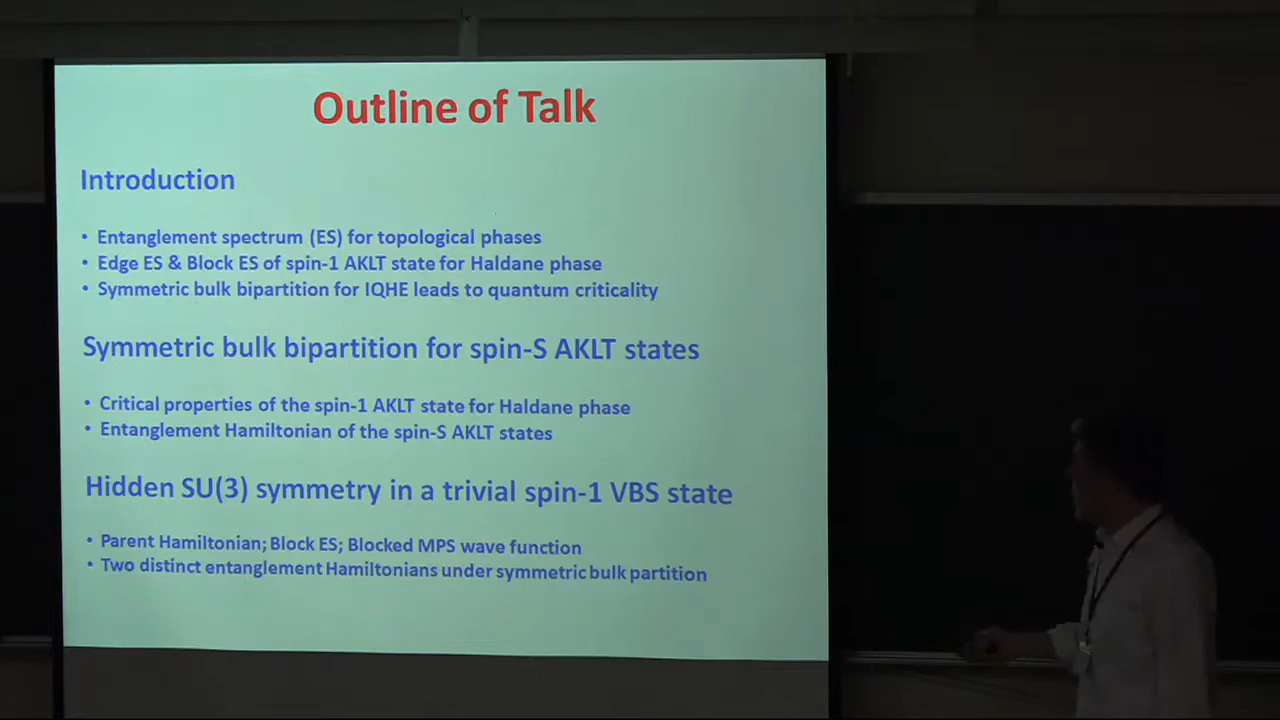 Outline of Talk
Introduction
• Entanglement spectrum (ES) for topological phases
• Edge ES & Block ES of spin-1 AKLT state for Haldane phase
• Symmetric bulk bipartition for IQHE leads to quantum criticality
Symmetric bulk bipartition for spin-S AKLT states
• Critical properties of the spin-1 AKLT state for Haldane phase
• Entanglement Hamiltonian of the spin-S AKLT states
Hidden SU(3) symmetry in a trivial spin-1 VBS state
• Parent Hamiltonian; Block ES; Blocked MPS wave function
• Two distinct entanglement Hamiltonians under symmetric bulk partition